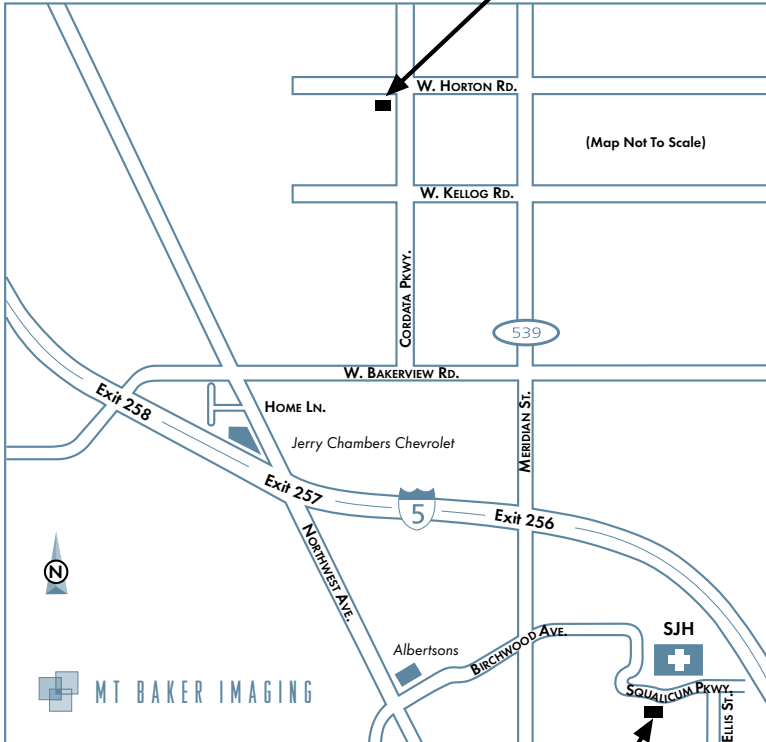 W. HORTON RD.
(Map Not To Scale)
W. KELLOG RD.
CORDATA PKWY.
539
W. BAKERVIEW RD.
Exit 258
HOME LN.
MERIDIAN ST.
Jerry Chambers Chevrolet
Exit 257
5
Exit 256
N
NORTHWEST AVE.
SJH
Albertsons
BIRCHWOOD AVE.
SQUALICUM PKWY.
MT BAKER IMAGING
ELLIS ST.